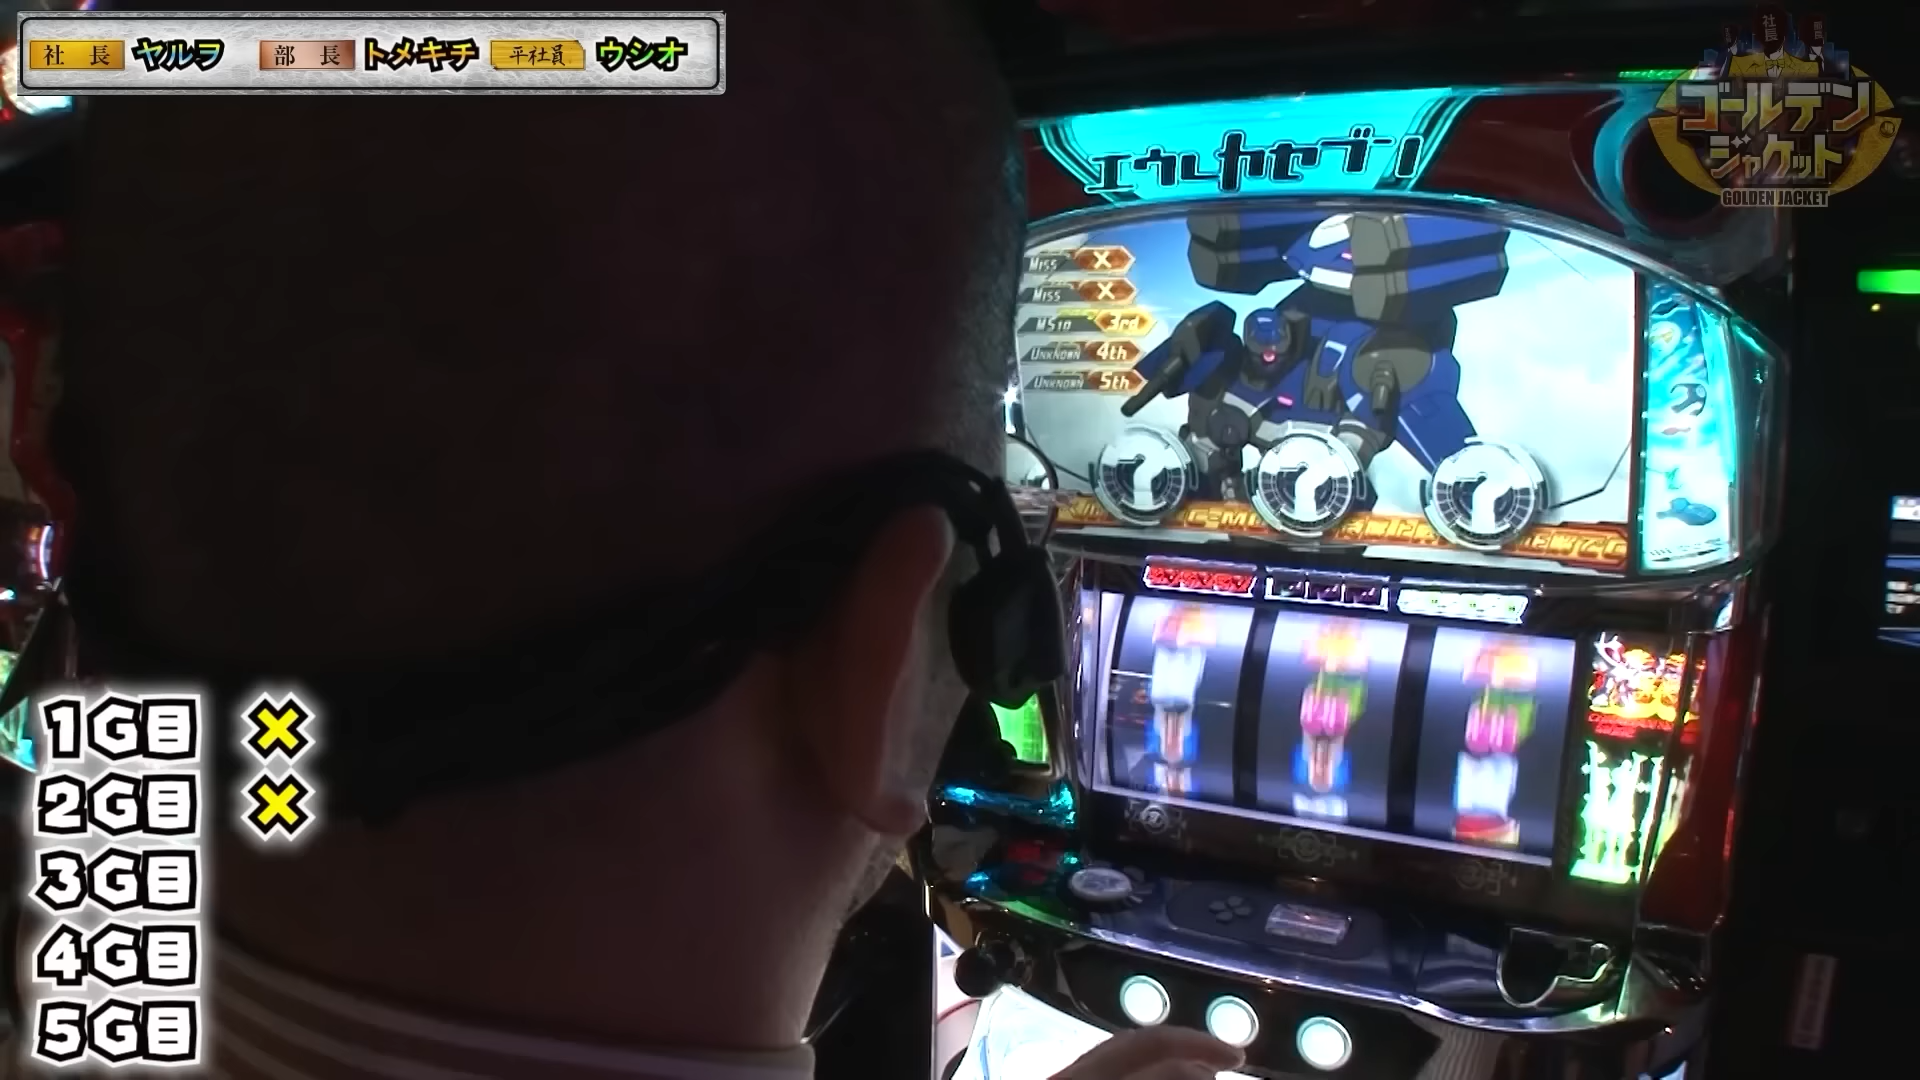 社長 ヤルヲ 部長 トメキチ 平社員 ウシオ
社長
ゴールデン
ジャケット
GOLDEN JACKET
エウレカセブン
MISS ×
MISS ×
MS10 3rd
UNKNOWN 4th
UNKNOWN 5th
? ? ?
1G目 ×
2G目 ×
3G目
4G目
5G目